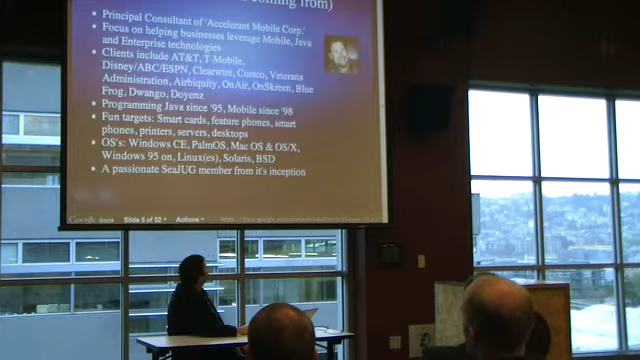 coming from)
• Principal Consultant of 'Accelerant Mobile Corp.'
• Focus on helping businesses leverage Mobile, Java
and Enterprise technologies
• Clients include AT&T, T-Mobile,
Disney/ABC/ESPN, Clearwire, Costco, Veterans
Administration, Airbiquity, OnAir, OnSkreen, Blue
Frog, Dwango, Doyenz
• Programming Java since '95, Mobile since '98
• Fun targets: Smart cards, feature phones, smart
phones, printers, servers, desktops
• OS's: Windows CE, PalmOS, Mac OS & OS/X,
Windows 95 on, Linux(es), Solaris, BSD
• A passionate SeaJUG member from it's inception
Google docs Slide 5 of 52 Actions